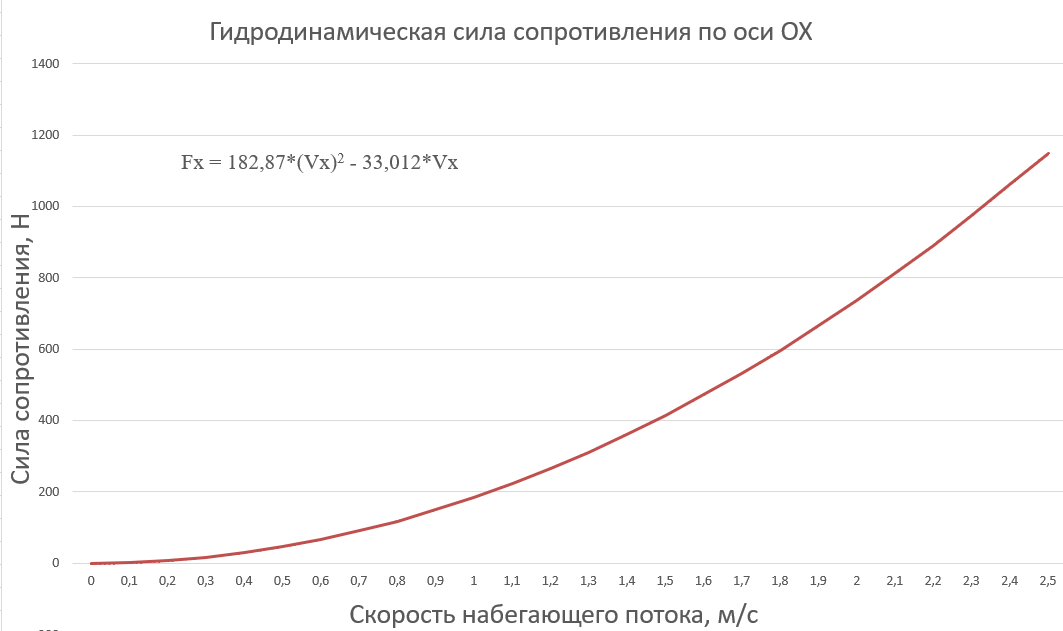 Гидродинамическая сила сопротивления по оси OX
1400
1200
Fx = 182,87*(Vx)² - 33,012*Vx
1000
800
600
400
200
0
Сила сопротивления, Н
0 0,1 0,2 0,3 0,4 0,5 0,6 0,7 0,8 0,9 1 1,1 1,2 1,3 1,4 1,5 1,6 1,7 1,8 1,9 2 2,1 2,2 2,3 2,4 2,5
Скорость набегающего потока, м/с